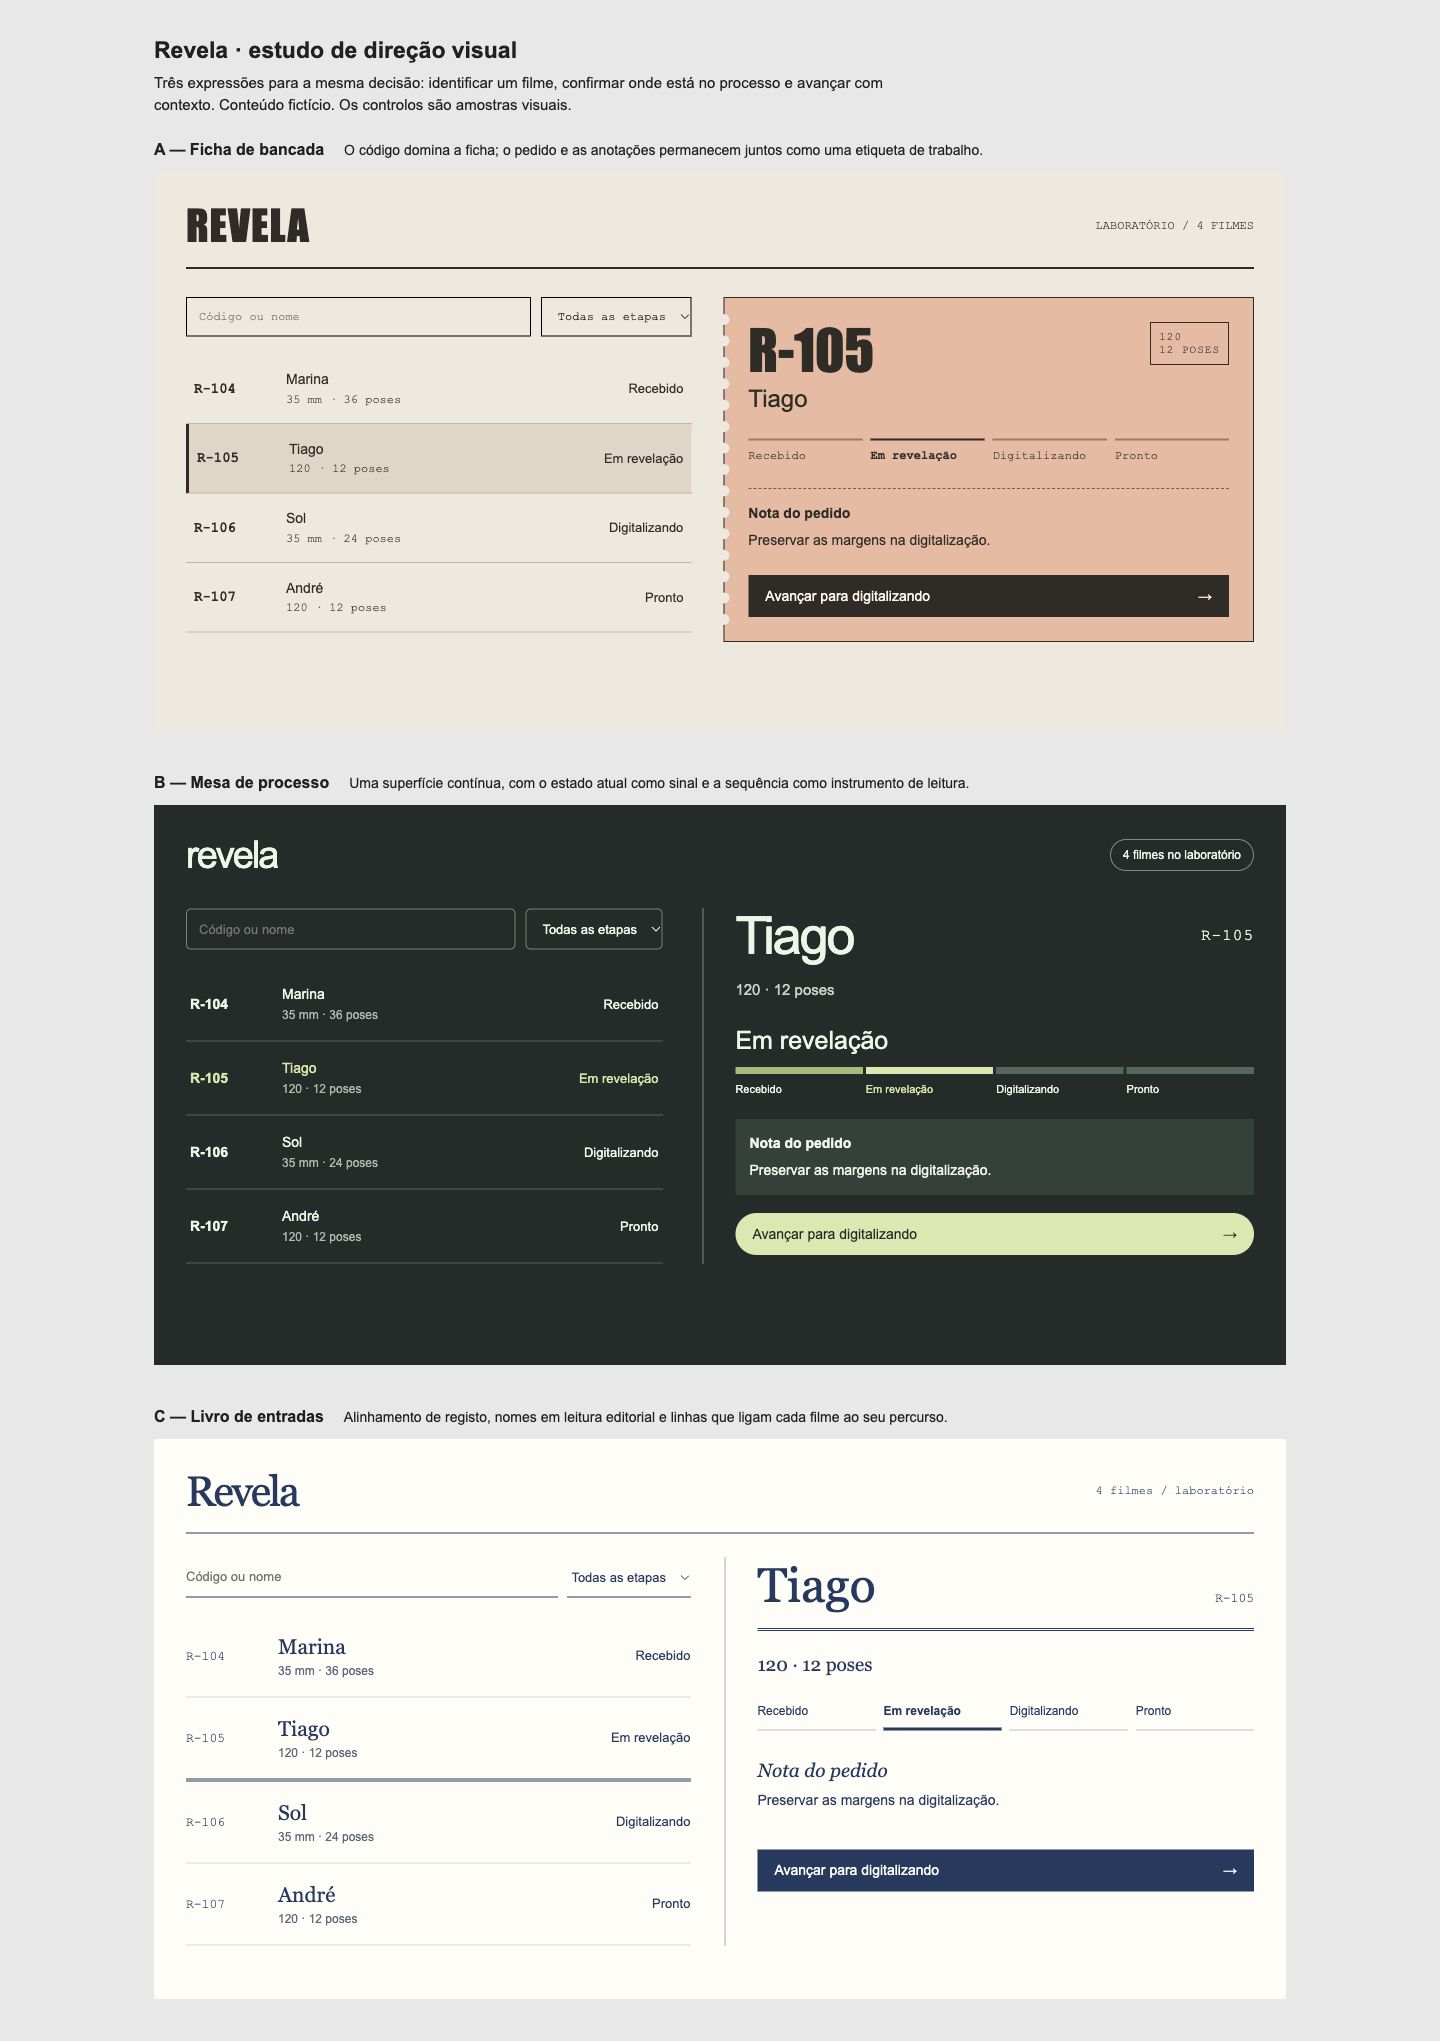 Revela · estudo de direção visual
Três expressões para a mesma decisão: identificar um filme, confirmar onde está no processo e avançar com
contexto. Conteúdo fictício. Os controlos são amostras visuais.
A — Ficha de bancada O código domina a ficha; o pedido e as anotações permanecem juntos como uma etiqueta de trabalho.
REVELA
LABORATÓRIO / 4 FILMES
Código ou nome
Todas as etapas
R-104
Marina
35 mm · 36 poses
Recebido
R-105
Tiago
120 · 12 poses
Em revelação
R-106
Sol
35 mm · 24 poses
Digitalizando
R-107
André
120 · 12 poses
Pronto
R-105
120
12 POSES
Tiago
Recebido
Em revelação
Digitalizando
Pronto
Nota do pedido
Preservar as margens na digitalização.
Avançar para digitalizando →
B — Mesa de processo Uma superfície contínua, com o estado atual como sinal e a sequência como instrumento de leitura.
revela
4 filmes no laboratório
Código ou nome
Todas as etapas
R-104
Marina
35 mm · 36 poses
Recebido
R-105
Tiago
120 · 12 poses
Em revelação
R-106
Sol
35 mm · 24 poses
Digitalizando
R-107
André
120 · 12 poses
Pronto
Tiago
R-105
120 · 12 poses
Em revelação
Recebido
Em revelação
Digitalizando
Pronto
Nota do pedido
Preservar as margens na digitalização.
Avançar para digitalizando →
C — Livro de entradas Alinhamento de registo, nomes em leitura editorial e linhas que ligam cada filme ao seu percurso.
Revela
4 filmes / laboratório
Código ou nome
Todas as etapas
R-104
Marina
35 mm · 36 poses
Recebido
R-105
Tiago
120 · 12 poses
Em revelação
R-106
Sol
35 mm · 24 poses
Digitalizando
R-107
André
120 · 12 poses
Pronto
Tiago
R-105
120 · 12 poses
Recebido
Em revelação
Digitalizando
Pronto
Nota do pedido
Preservar as margens na digitalização.
Avançar para digitalizando →